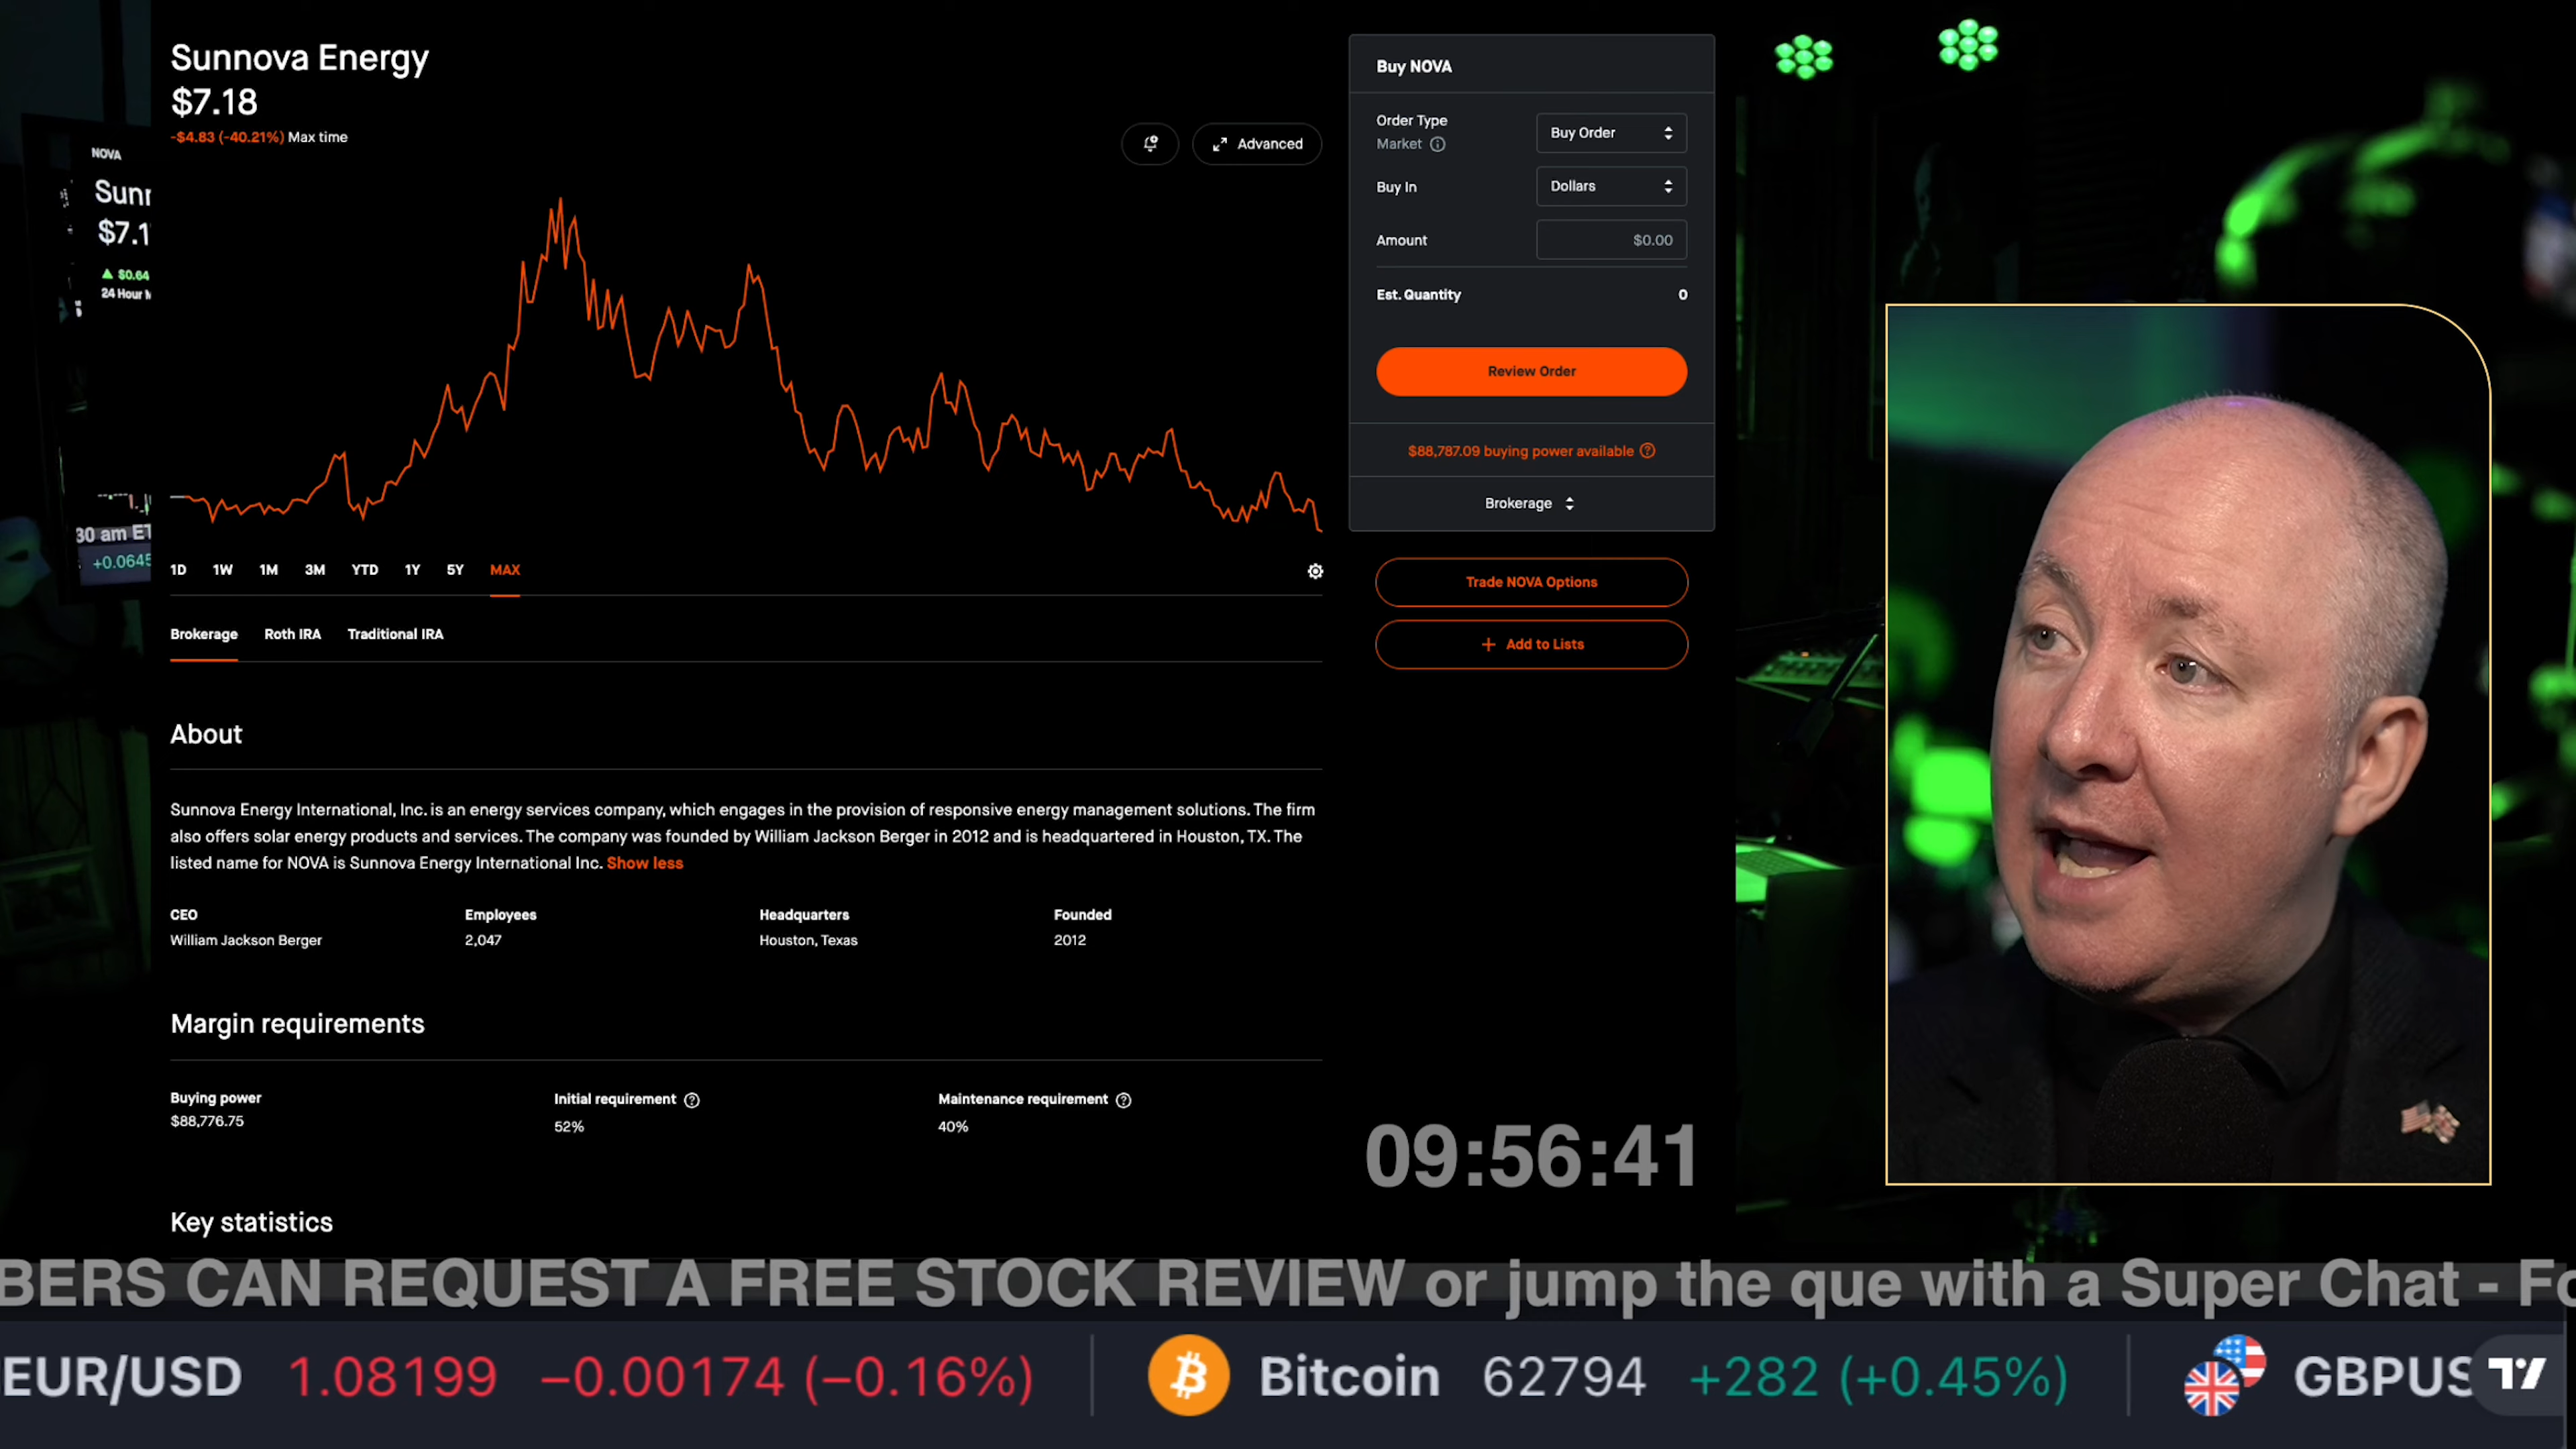 Sunnova Energy
$7.18
-$4.83 (-40.21%) Max time
Advanced
NOVA
Sunr
$7.1
$0.64
24 Hour M
30 am ET
+0.0645
1D 1W 1M 3M YTD 1Y 5Y MAX
Brokerage Roth IRA Traditional IRA
Buy NOVA
Order Type
Market
Buy Order
Buy In
Dollars
Amount
$0.00
Est. Quantity
0
Review Order
$88,787.09 buying power available
Brokerage
Trade NOVA Options
+ Add to Lists
About
Sunnova Energy International, Inc. is an energy services company, which engages in the provision of responsive energy management solutions. The firm
also offers solar energy products and services. The company was founded by William Jackson Berger in 2012 and is headquartered in Houston, TX. The
listed name for NOVA is Sunnova Energy International Inc. Show less
CEO
William Jackson Berger
Employees
2,047
Headquarters
Houston, Texas
Founded
2012
Margin requirements
Buying power
$88,776.75
Initial requirement
52%
Maintenance requirement
40%
09:56:41
Key statistics
BERS CAN REQUEST A FREE STOCK REVIEW or jump the que with a Super Chat - Fo
EUR/USD 1.08199 −0.00174 (−0.16%) Bitcoin 62794 +282 (+0.45%) GBPUS